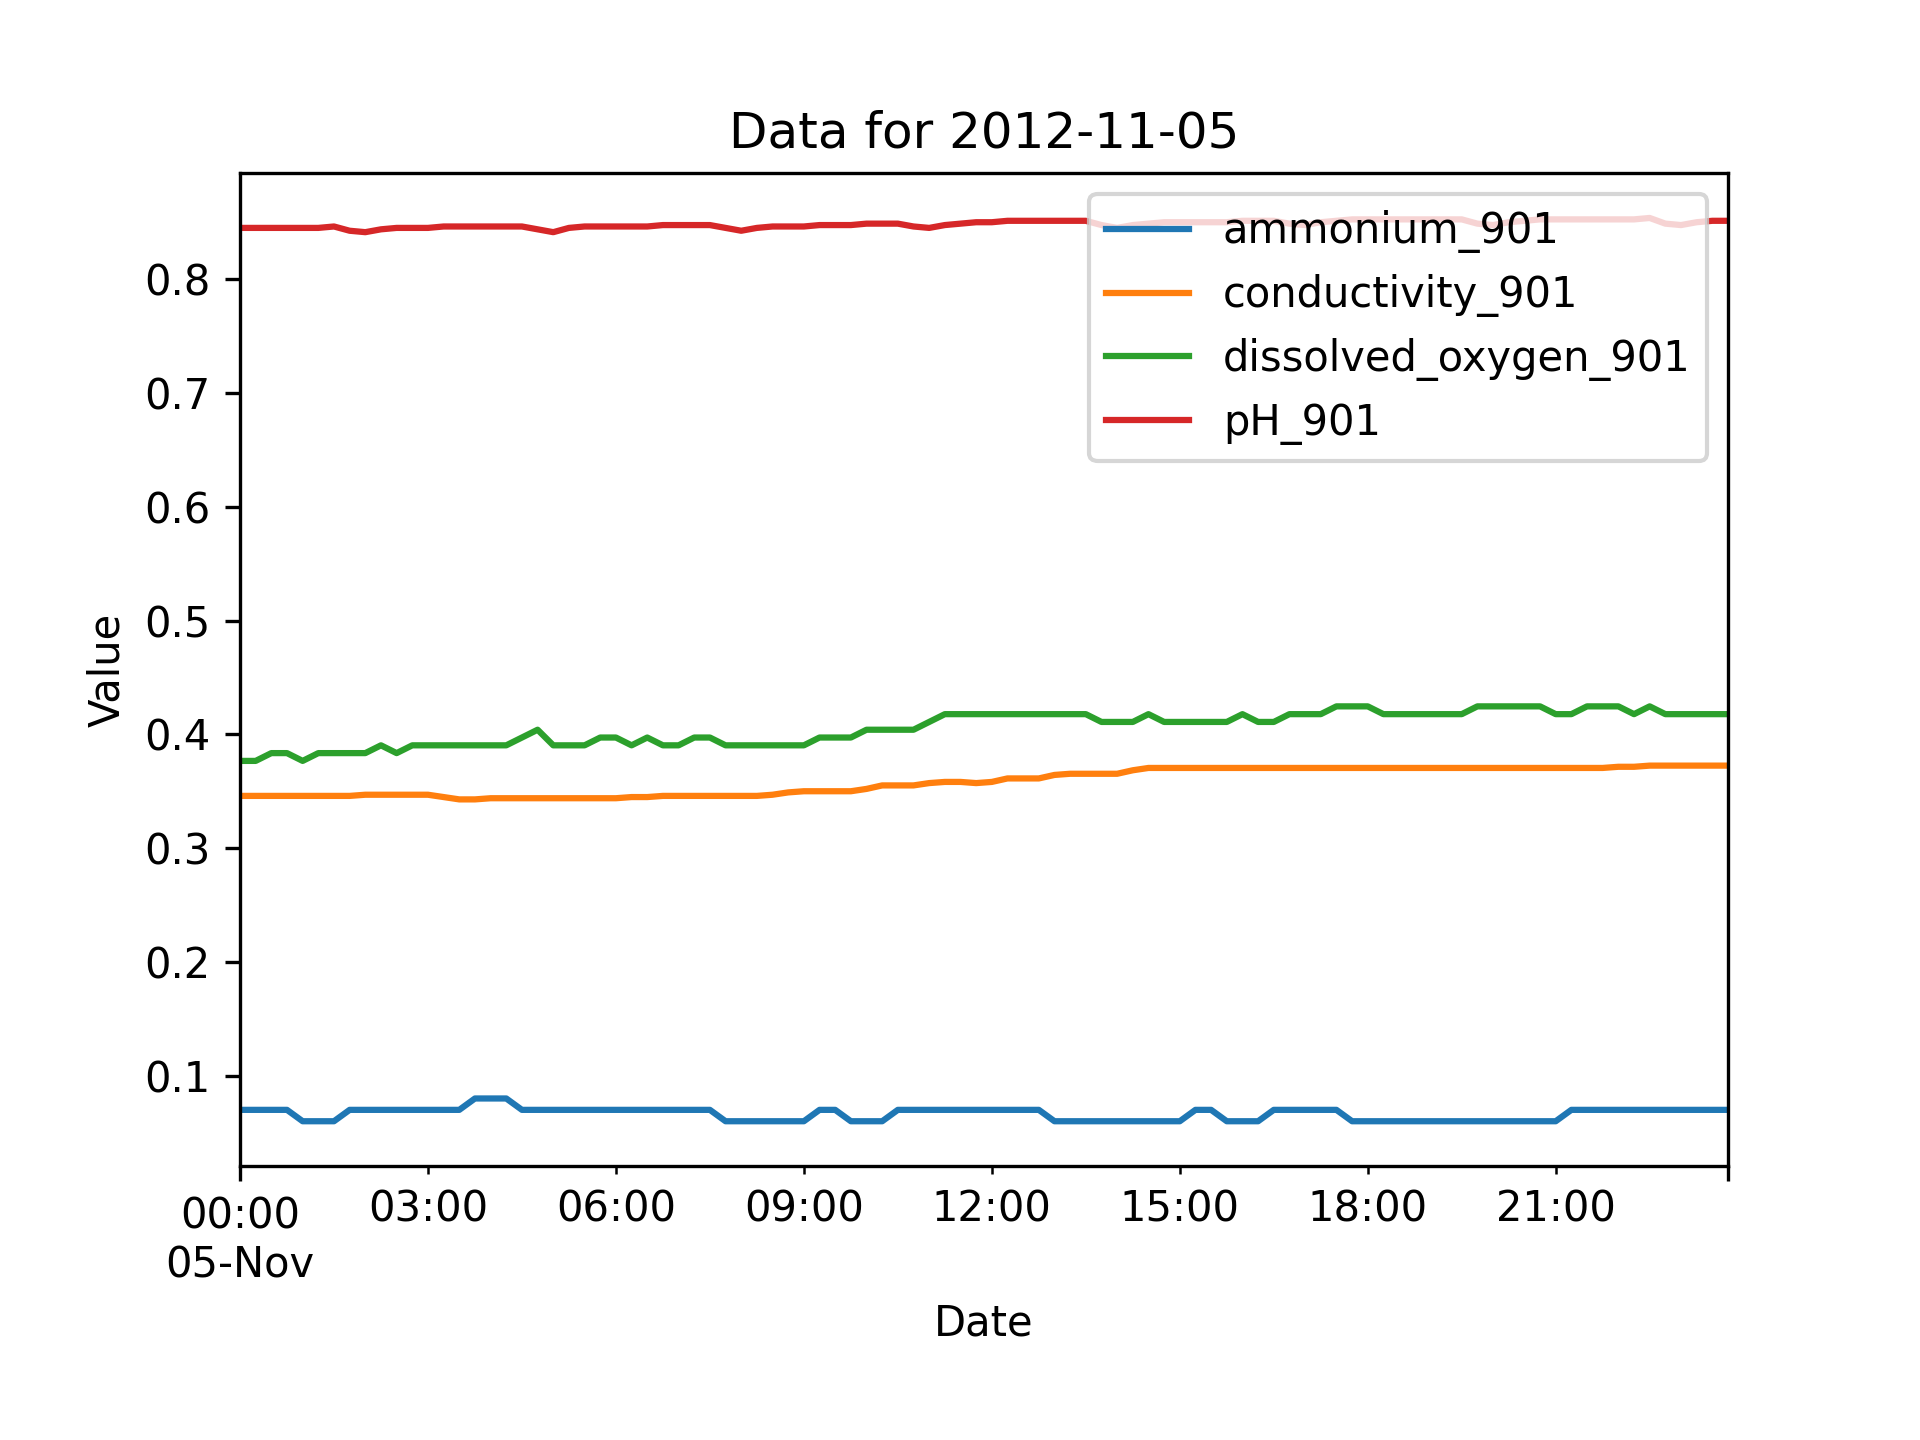 Data for 2012-11-05
ammonium_901
conductivity_901
dissolved_oxygen_901
pH_901
Value
0.8
0.7
0.6
0.5
0.4
0.3
0.2
0.1
00:00 03:00 06:00 09:00 12:00 15:00 18:00 21:00
05-Nov
Date